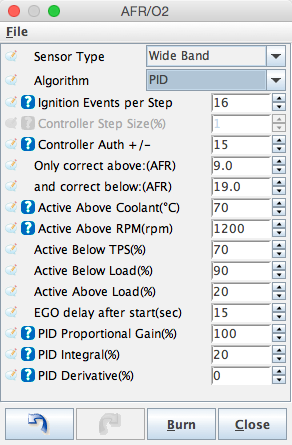 AFR/O2
File
Sensor Type Wide Band
Algorithm PID
? Ignition Events per Step 16
? Controller Step Size(%) 1
? Controller Auth +/- 15
Only correct above:(AFR) 9.0
and correct below:(AFR) 19.0
? Active Above Coolant(°C) 70
? Active Above RPM(rpm) 1200
Active Below TPS(%) 70
Active Below Load(%) 90
Active Above Load(%) 20
EGO delay after start(sec) 15
? PID Proportional Gain(%) 100
? PID Integral(%) 20
? PID Derivative(%) 0
Burn Close